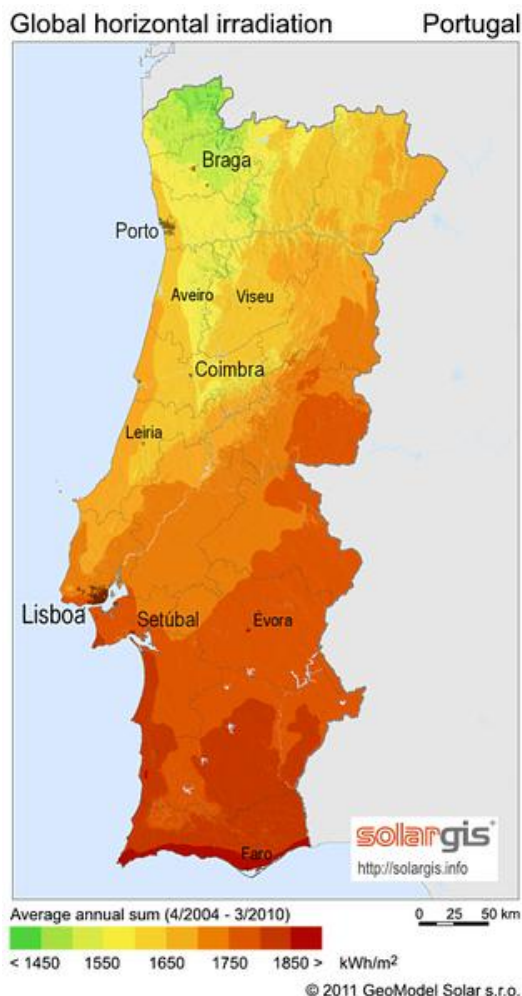 Global horizontal irradiation Portugal
Braga
Porto
Aveiro Viseu
Coimbra
Leiria
Lisboa
Setúbal Évora
solargis
Faro
http://solargis.info
Average annual sum (4/2004 - 3/2010) 0 25 50 km
< 1450 1550 1650 1750 1850 > kWh/m²
© 2011 GeoModel Solar s.r.o.